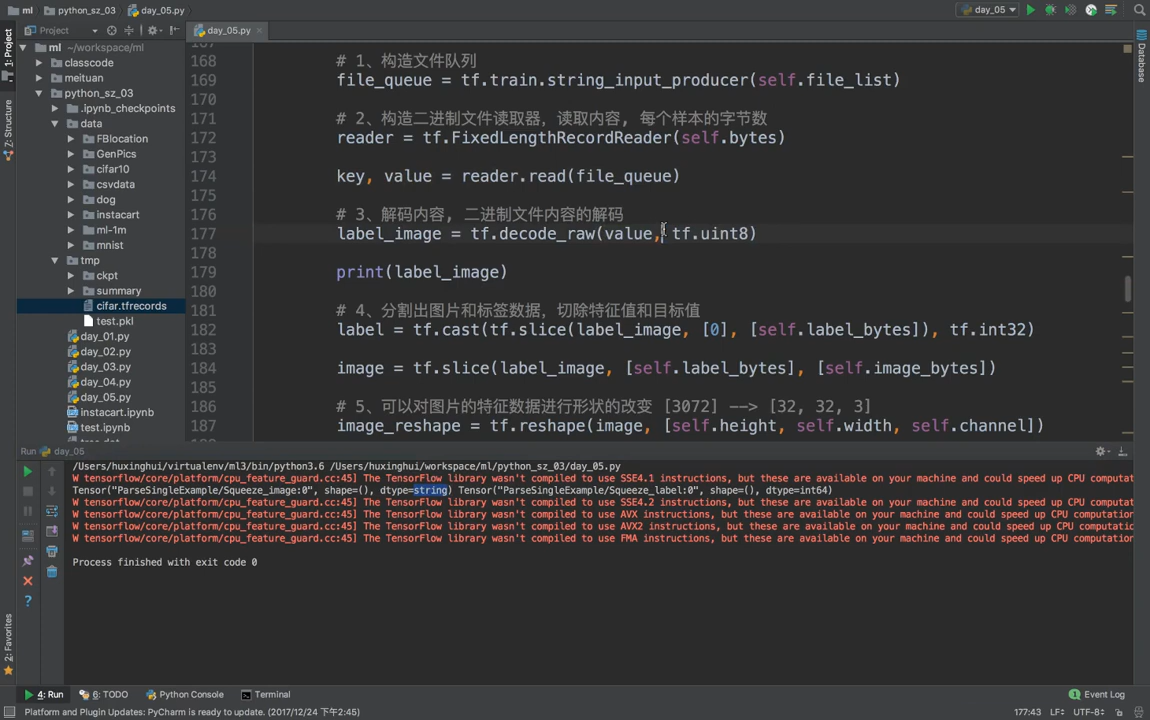 ml python_sz_03 day_05.py day_05
Project day_05.py
1: Project
Z: Structure
2: Favorites
Database
ml ~/workspace/ml
classcode
meituan
python_sz_03
.ipynb_checkpoints
data
FBlocation
GenPics
cifar10
csvdata
dog
instacart
ml-1m
mnist
tmp
ckpt
summary
cifar.tfrecords
test.pkl
day_01.py
day_02.py
day_03.py
day_04.py
day_05.py
instacart.ipynb
test.ipynb
168 # 1、构造文件队列
169 file_queue = tf.train.string_input_producer(self.file_list)
170
171 # 2、构造二进制文件读取器，读取内容, 每个样本的字节数
172 reader = tf.FixedLengthRecordReader(self.bytes)
173
174 key, value = reader.read(file_queue)
175
176 # 3、解码内容, 二进制文件内容的解码
177 label_image = tf.decode_raw(value, tf.uint8)
178
179 print(label_image)
180
181 # 4、分割出图片和标签数据，切除特征值和目标值
182 label = tf.cast(tf.slice(label_image, [0], [self.label_bytes]), tf.int32)
183
184 image = tf.slice(label_image, [self.label_bytes], [self.image_bytes])
185
186 # 5、可以对图片的特征数据进行形状的改变 [3072] --> [32, 32, 3]
187 image_reshape = tf.reshape(image, [self.height, self.width, self.channel])
Run day_05
/Users/huxinghui/virtualenv/ml3/bin/python3.6 /Users/huxinghui/workspace/ml/python_sz_03/day_05.py
W tensorflow/core/platform/cpu_feature_guard.cc:45] The TensorFlow library wasn't compiled to use SSE4.1 instructions, but these are available on your machine and could speed up CPU computat
Tensor("ParseSingleExample/Squeeze_image:0", shape=(), dtype=string) Tensor("ParseSingleExample/Squeeze_label:0", shape=(), dtype=int64)
W tensorflow/core/platform/cpu_feature_guard.cc:45] The TensorFlow library wasn't compiled to use SSE4.2 instructions, but these are available on your machine and could speed up CPU computat
W tensorflow/core/platform/cpu_feature_guard.cc:45] The TensorFlow library wasn't compiled to use AVX instructions, but these are available on your machine and could speed up CPU computation
W tensorflow/core/platform/cpu_feature_guard.cc:45] The TensorFlow library wasn't compiled to use AVX2 instructions, but these are available on your machine and could speed up CPU computatio
W tensorflow/core/platform/cpu_feature_guard.cc:45] The TensorFlow library wasn't compiled to use FMA instructions, but these are available on your machine and could speed up CPU computation
Process finished with exit code 0
4: Run 6: TODO Python Console Terminal 1 Event Log
Platform and Plugin Updates: PyCharm is ready to update. (2017/12/24 下午2:45) 177:43 LF÷ UTF-8÷